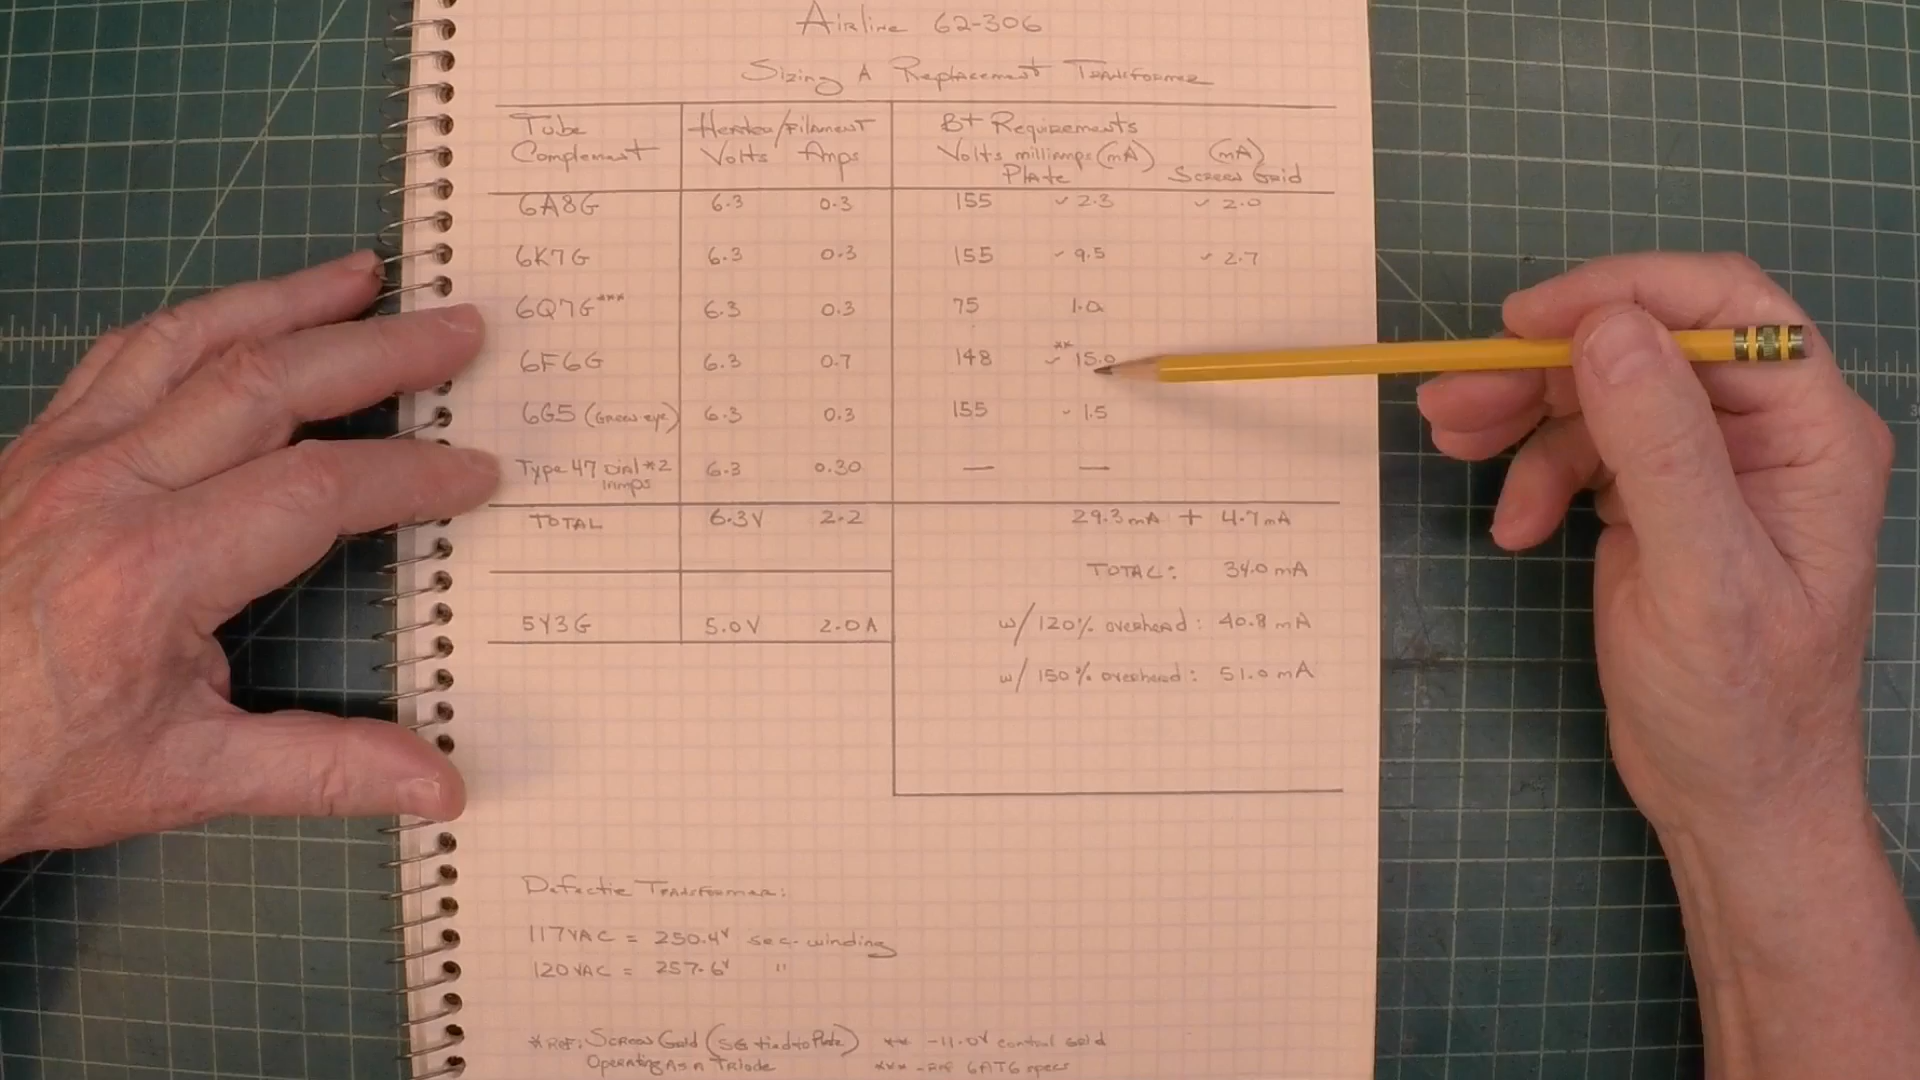 Airline 62-306
Sizing A Replacement Transformer
Tube Complement Heater/Filament Volts Amps B+ Requirements Volts milliamps (mA) Plate (mA) Screen Grid
6A8G 6.3 0.3 155 ✓ 2.3 ✓ 2.0
6K7G 6.3 0.3 155 ✓ 9.5 ✓ 2.7
6Q7G*** 6.3 0.3 75 1.0
6F6G 6.3 0.7 148 ✓ ** 15.0
6G5 (Green eye) 6.3 0.3 155 ✓ 1.5
Type 47 Dial *2 lamps 6.3 0.30 — —
TOTAL 6.3V 2.2 29.3mA + 4.7mA
TOTAL: 34.0 mA
5Y3G 5.0V 2.0A w/ 120% overhead: 40.8 mA
w/ 150% overhead: 51.0 mA
Defectie Transformer:
117VAC = 250.4V sec. winding
120VAC = 257.6V "
*Ref: Screen Grid (SG tied to Plate) ** -11.0V control grid
Operating As A Triode *** -Ref 6AT6 specs